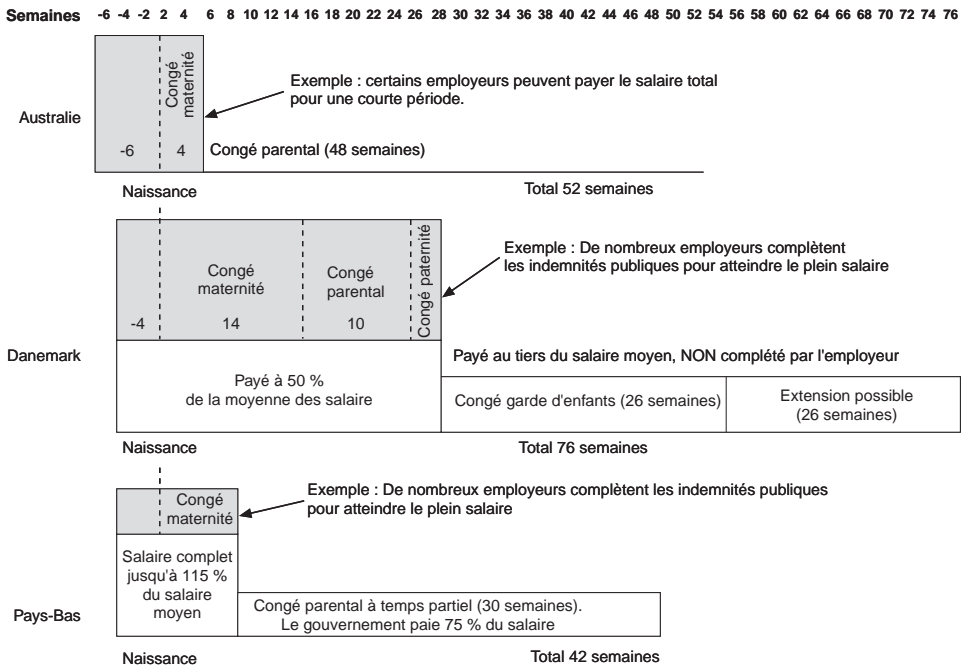 Semaines -6 -4 -2 2 4 6 8 10 12 14 16 18 20 22 24 26 28 30 32 34 36 38 40 42 44 46 48 50 52 54 56 58 60 62 64 66 68 70 72 74 76
Australie
Congé
maternité
-6
4
Exemple : certains employeurs peuvent payer le salaire total
pour une courte période.
Congé parental (48 semaines)
Naissance
Total 52 semaines
Danemark
-4
Congé
maternité
14
Congé
parental
10
Congé paternité
Exemple : De nombreux employeurs complètent
les indemnités publiques pour atteindre le plein salaire
Payé à 50 %
de la moyenne des salaire
Payé au tiers du salaire moyen, NON complété par l'employeur
Congé garde d'enfants (26 semaines)
Extension possible
(26 semaines)
Naissance
Total 76 semaines
Pays-Bas
Congé
maternité
Exemple : De nombreux employeurs complètent les indemnités publiques
pour atteindre le plein salaire
Salaire complet
jusqu'à 115 %
du salaire
moyen
Congé parental à temps partiel (30 semaines).
Le gouvernement paie 75 % du salaire
Naissance
Total 42 semaines